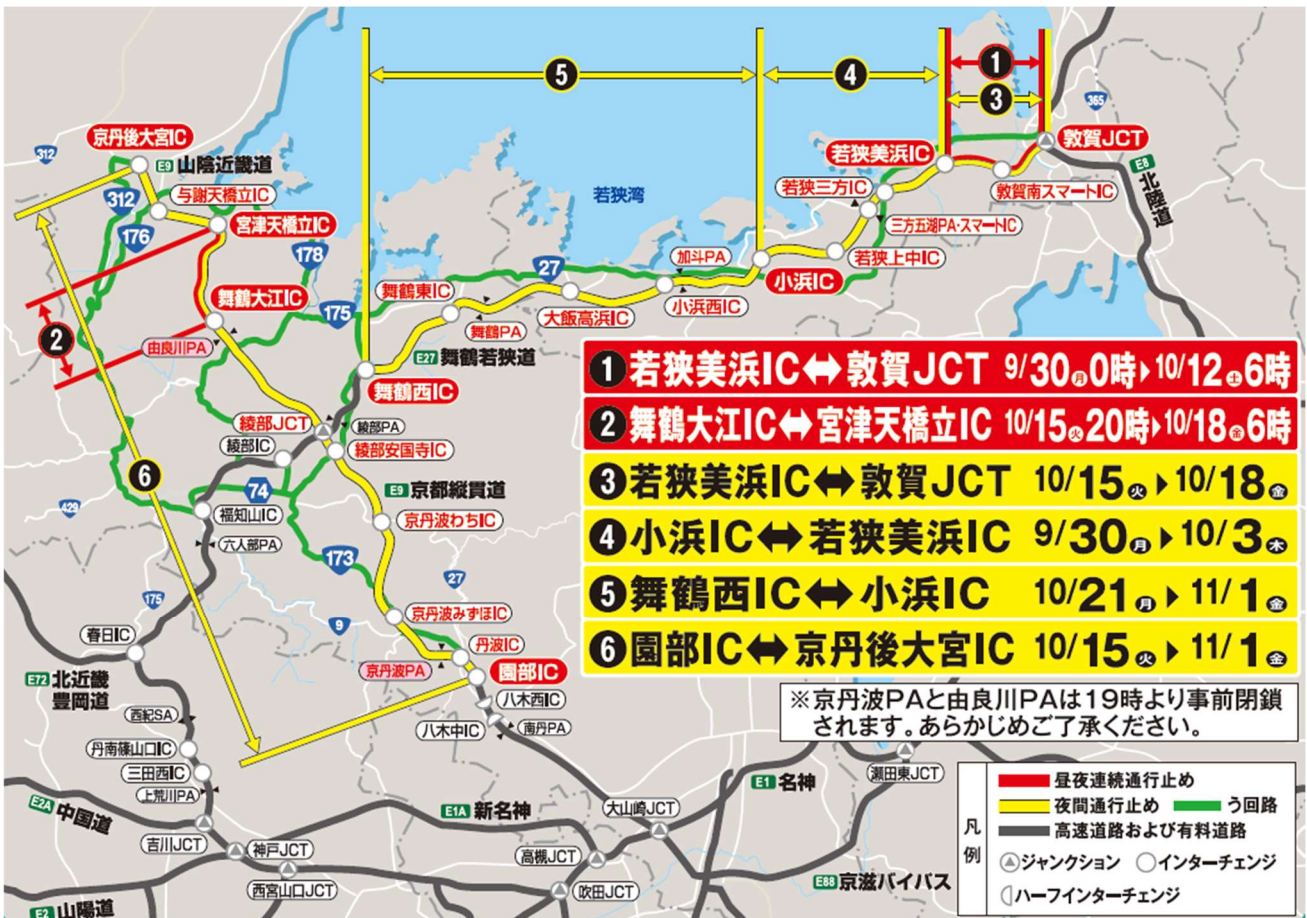 ❶
❸
❹
❺
365
敦賀JCT
E8 北陸道
若狭美浜IC
敦賀南スマートIC
若狭三方IC
三方五湖PA・スマートIC
若狭上中IC
若狭湾
加斗PA
小浜IC
小浜西IC
27
大飯高浜IC
舞鶴東IC
舞鶴PA
E27 舞鶴若狭道
舞鶴西IC
京丹後大宮IC
312
E9 山陰近畿道
与謝天橋立IC
312
176
宮津天橋立IC
178
舞鶴大江IC
175
❷
由良川PA
綾部JCT
綾部PA
綾部IC
綾部安国寺IC
❻
74
E9 京都縦貫道
429
福知山IC
京丹波わちIC
六人部PA
173
27
175
9
京丹波みずほIC
春日IC
丹波IC
京丹波PA
園部IC
E72 北近畿
豊岡道
八木西IC
西紀SA
八木中IC
南丹PA
丹南篠山口IC
三田西IC
上荒川PA
E2A 中国道
E1A 新名神
大山崎JCT
E1 名神
瀬田東JCT
吉川JCT
神戸JCT
高槻JCT
西宮山口JCT
吹田JCT
E88 京滋バイパス
E2 山陽道
❶若狭美浜IC⬌敦賀JCT 9/30㊊0時▶10/12㊏6時
❷舞鶴大江IC⬌宮津天橋立IC 10/15㊋20時▶10/18㊎6時
❸若狭美浜IC⬌敦賀JCT 10/15㊋▶10/18㊎
❹小浜IC⬌若狭美浜IC 9/30㊊▶10/3㊍
❺舞鶴西IC⬌小浜IC 10/21㊊▶11/1㊎
❻園部IC⬌京丹後大宮IC 10/15㊋▶11/1㊎
※京丹波PAと由良川PAは19時より事前閉鎖
されます。あらかじめご了承ください。
凡例
昼夜連続通行止め
夜間通行止め う回路
高速道路および有料道路
ジャンクション インターチェンジ
ハーフインターチェンジ